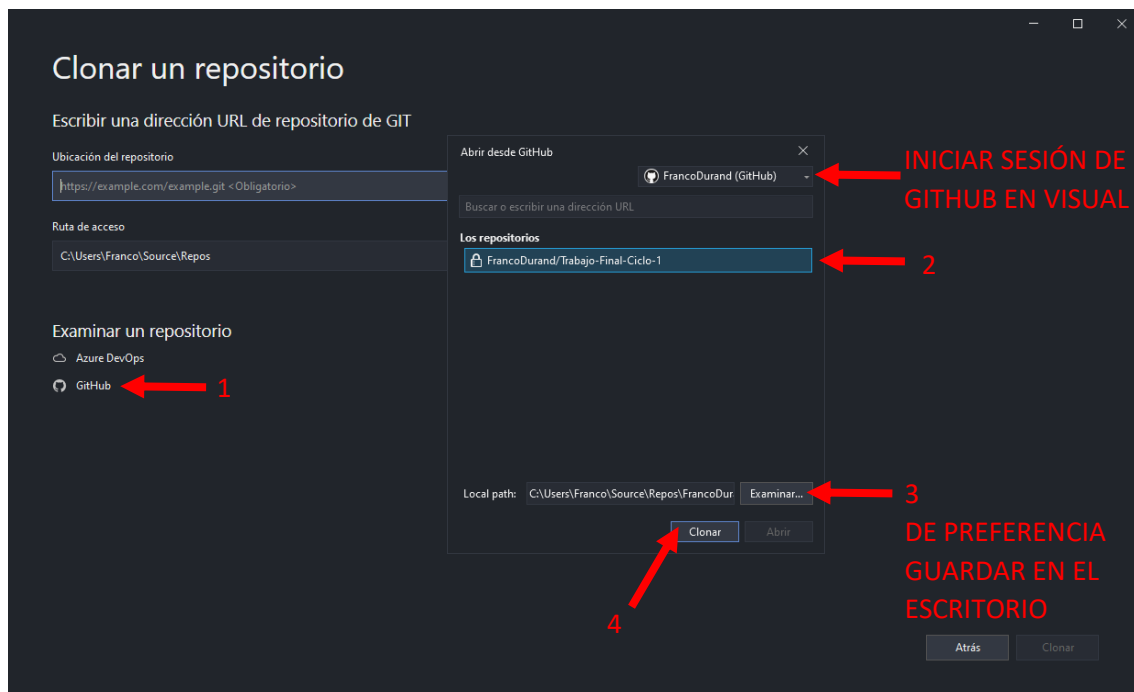 Clonar un repositorio
Escribir una dirección URL de repositorio de GIT
Ubicación del repositorio
https://example.com/example.git <Obligatorio>
Ruta de acceso
C:\Users\Franco\Source\Repos
Examinar un repositorio
Azure DevOps
GitHub
1
Abrir desde GitHub
FrancoDurand (GitHub)
INICIAR SESIÓN DE
GITHUB EN VISUAL
Buscar o escribir una dirección URL
Los repositorios
FrancoDurand/Trabajo-Final-Ciclo-1
2
Local path: C:\Users\Franco\Source\Repos\FrancoDur Examinar...
3
DE PREFERENCIA
GUARDAR EN EL
ESCRITORIO
Clonar Abrir
4
Atrás Clonar